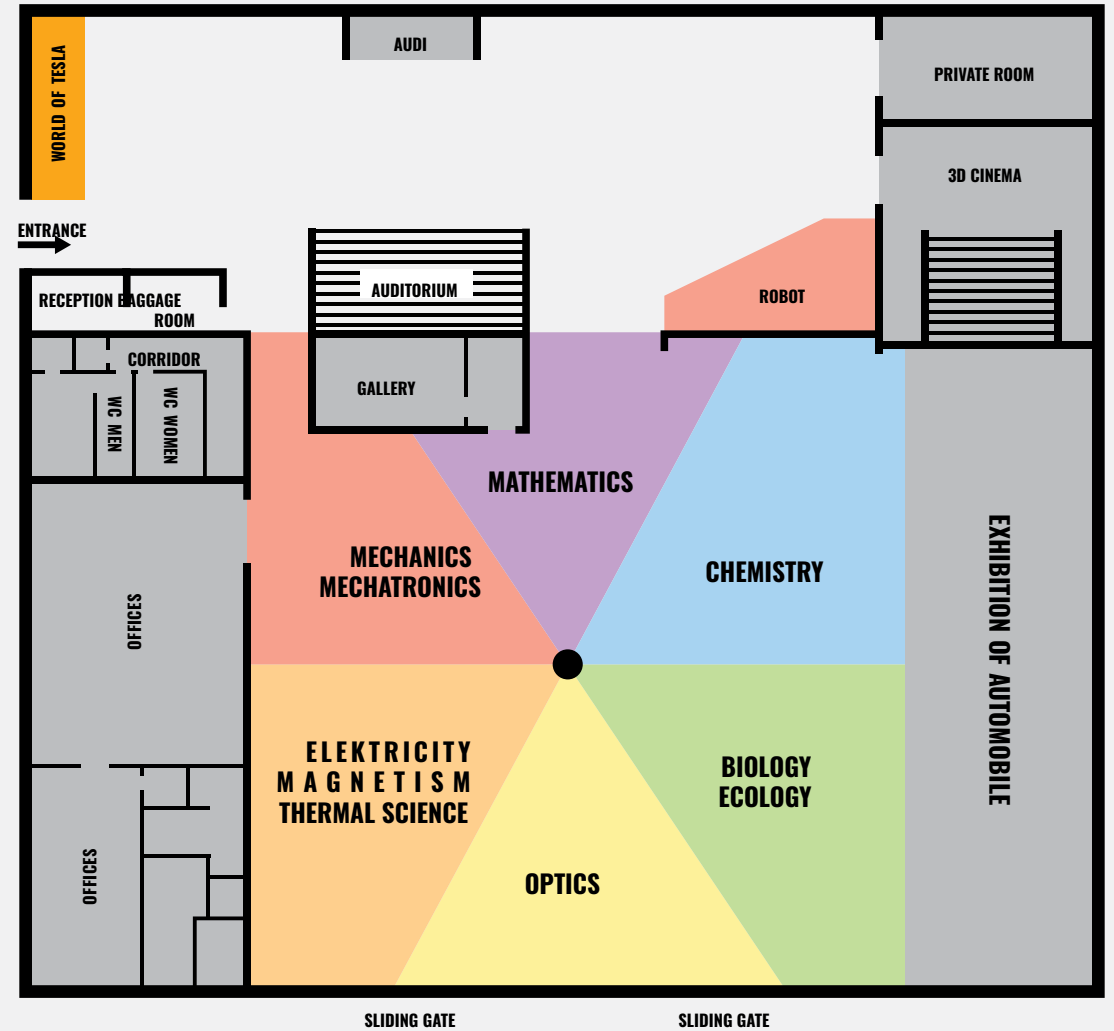 WORLD OF TESLA
AUDI
PRIVATE ROOM
3D CINEMA
ENTRANCE
AUDITORIUM
ROBOT
RECEPTION BAGGAGE
ROOM
CORRIDOR
GALLERY
WC MEN
WC WOMEN
MATHEMATICS
MECHANICS
MECHATRONICS
CHEMISTRY
EXHIBITION OF AUTOMOBILE
OFFICES
ELEKTRICITY
MAGNETISM
THERMAL SCIENCE
BIOLOGY
ECOLOGY
OFFICES
OPTICS
SLIDING GATE
SLIDING GATE